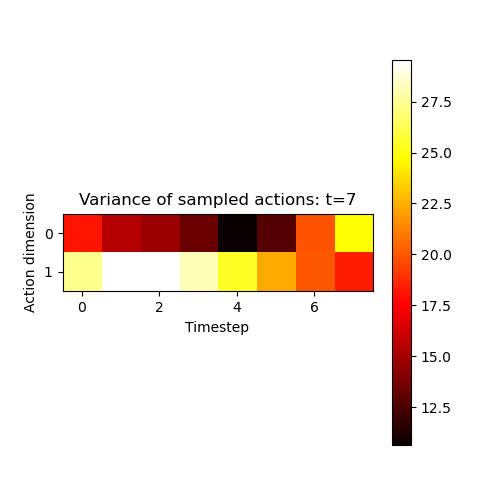 Variance of sampled actions: t=7
Action dimension
0
1
0 2 4 6
Timestep
27.5
25.0
22.5
20.0
17.5
15.0
12.5